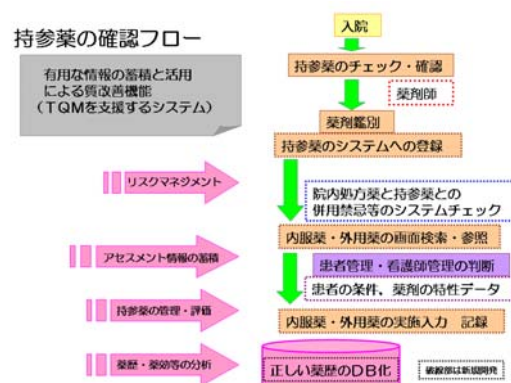 持参薬の確認フロー
有用な情報の蓄積と活用
による質改善機能
(TQMを支援するシステム)
入院
持参薬のチェック・確認
薬剤師
薬剤鑑別
持参薬のシステムへの登録
リスクマネジメント
院内処方薬と持参薬との
併用禁忌等のシステムチェック
内服薬・外用薬の画面検索・参照
アセスメント情報の蓄積
患者管理・看護師管理の判断
患者の条件、薬剤の特性データ
持参薬の管理・評価
内服薬・外用薬の実施入力 記録
薬歴・薬効等の分析
正しい薬歴のDB化
破線部は新規開発